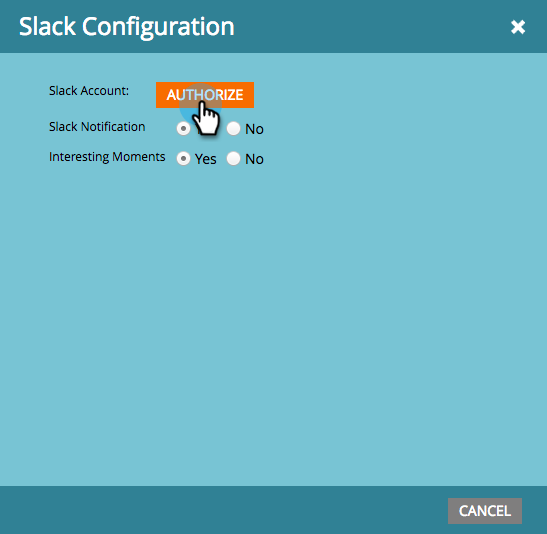 Slack Configuration
Slack Account: AUTHORIZE
Slack Notification No
Interesting Moments Yes No
CANCEL